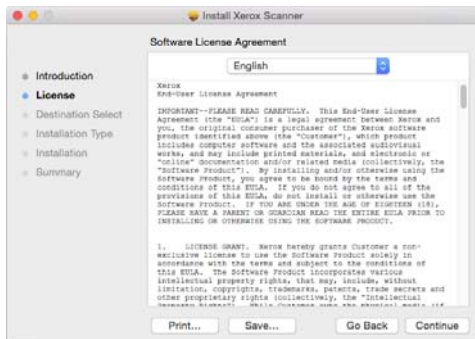 Install Xerox Scanner
Software License Agreement
English
Introduction
License
Destination Select
Installation Type
Installation
Summary
Xerox
End-User License Agreement
IMPORTANT--PLEASE READ CAREFULLY. This End-User License
Agreement (the "EULA") is a legal agreement between Xerox and
you, the original consumer purchaser of the Xerox software
product identified above (the "Customer"), which product
includes computer software and the associated audiovisual
works, and may include printed materials, and electronic or
"online" documentation and/or related media (collectively, the
"Software Product"). By installing and/or otherwise using the
Software Product, you agree to be bound by the terms and
conditions of this EULA. If you do not agree to all of the
provisions of this EULA, do not install or otherwise use the
Software Product. IF YOU ARE UNDER THE AGE OF EIGHTEEN (18),
PLEASE HAVE A PARENT OR GUARDIAN READ THE ENTIRE EULA PRIOR TO
INSTALLING OR OTHERWISE USING THE SOFTWARE PRODUCT.
1. LICENSE GRANT. Xerox hereby grants Customer a non-
exclusive license to use the Software Product solely in
accordance with the terms and subject to the conditions of
this EULA. The Software Product incorporates various
intellectual property rights, that may, include, without
limitation, copyrights, trademarks, patents, trade secrets and
other proprietary rights (collectively, the "Intellectual
Property Rights"). While Customer owns the physical media (if
Print...
Save...
Go Back
Continue